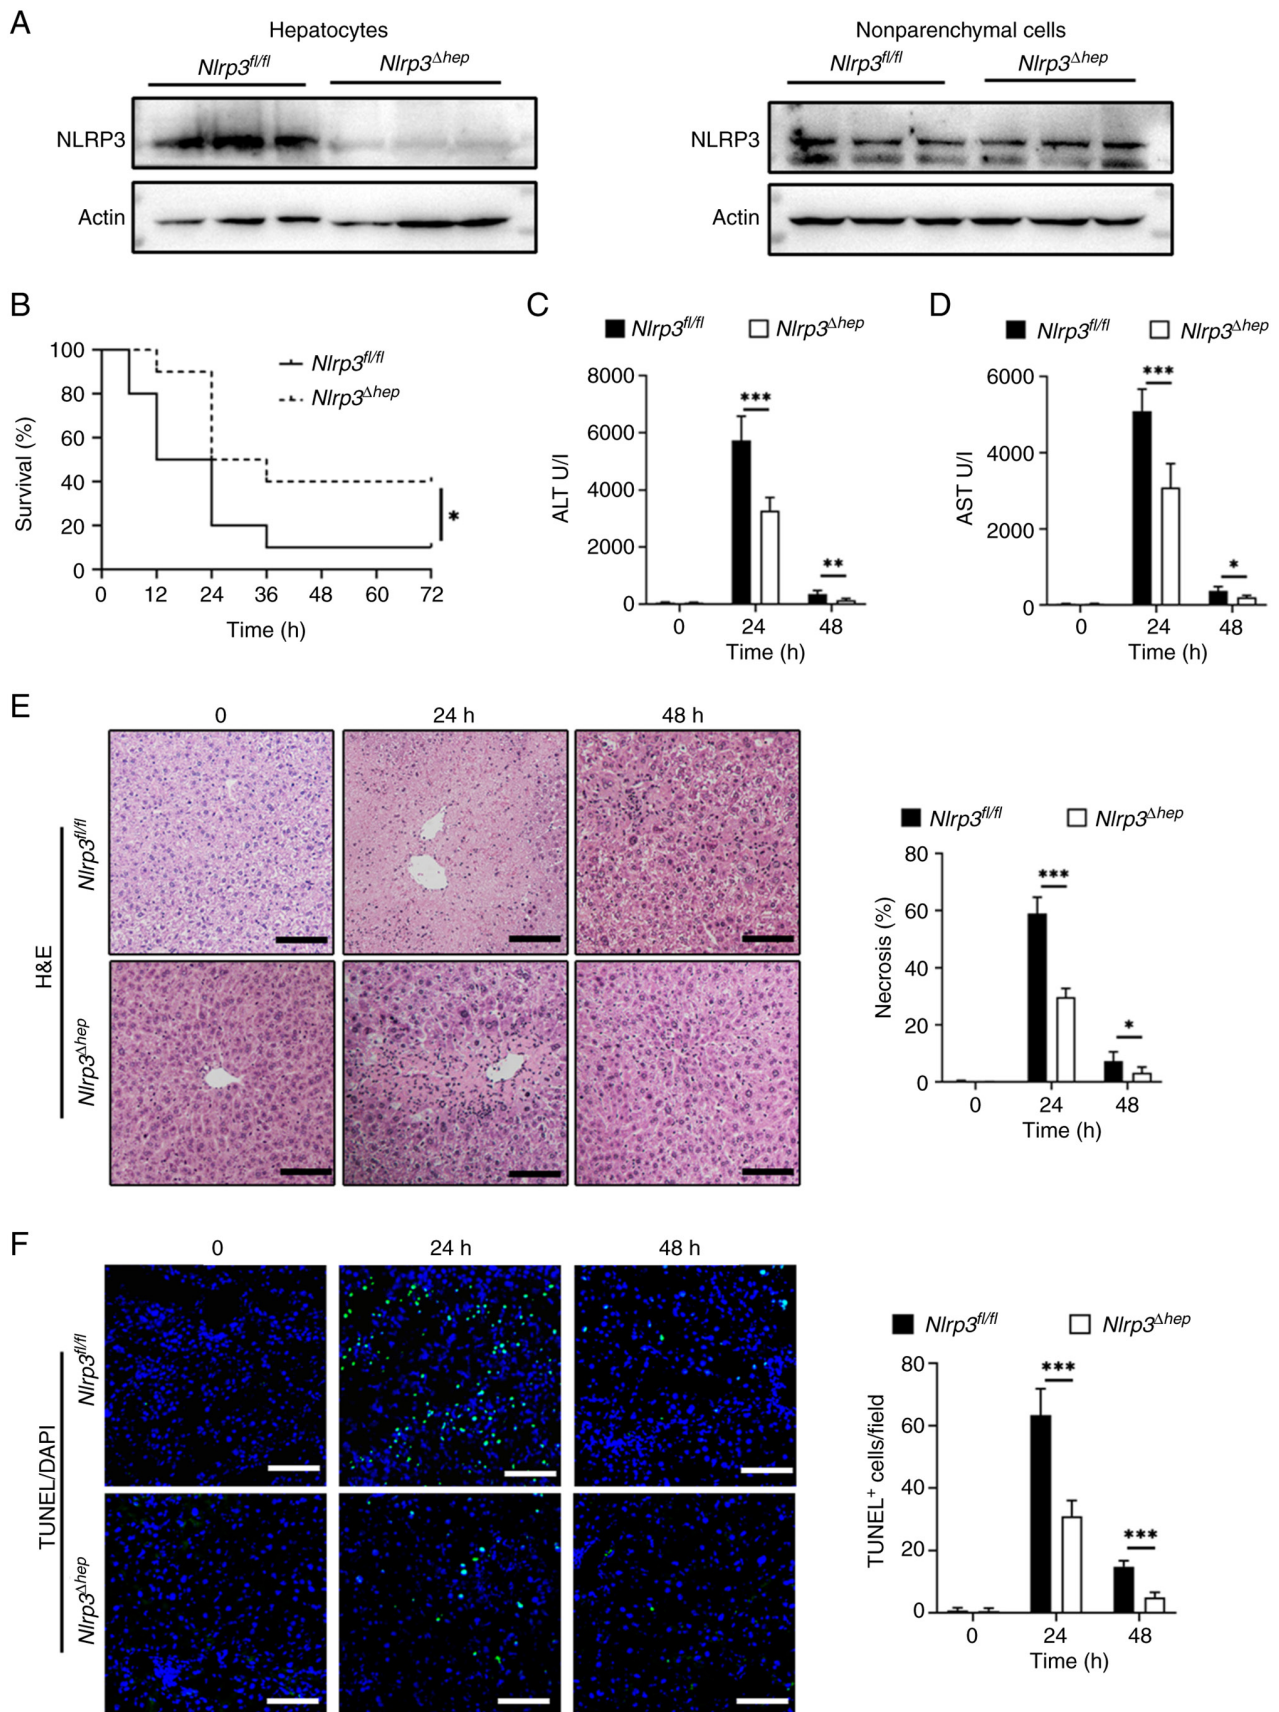 A
Hepatocytes
Nonparenchymal cells
Nlrp3fl/fl
Nlrp3Δhep
Nlrp3fl/fl
Nlrp3Δhep
NLRP3
NLRP3
Actin
Actin
B
Nlrp3fl/fl
Nlrp3Δhep
100
80
60
40
20
0
Survival (%)
*
0 12 24 36 48 60 72
Time (h)
C
Nlrp3fl/fl
Nlrp3Δhep
8000
6000
4000
2000
0
ALT U/l
***
**
0 24 48
Time (h)
D
Nlrp3fl/fl
Nlrp3Δhep
6000
4000
2000
0
AST U/l
***
*
0 24 48
Time (h)
E
0 24 h 48 h
H&E
Nlrp3fl/fl
Nlrp3Δhep
Nlrp3fl/fl
Nlrp3Δhep
80
60
40
20
0
Necrosis (%)
***
*
0 24 48
Time (h)
F
0 24 h 48 h
TUNEL/DAPI
Nlrp3fl/fl
Nlrp3Δhep
Nlrp3fl/fl
Nlrp3Δhep
80
60
40
20
0
TUNEL+ cells/field
***
***
0 24 48
Time (h)